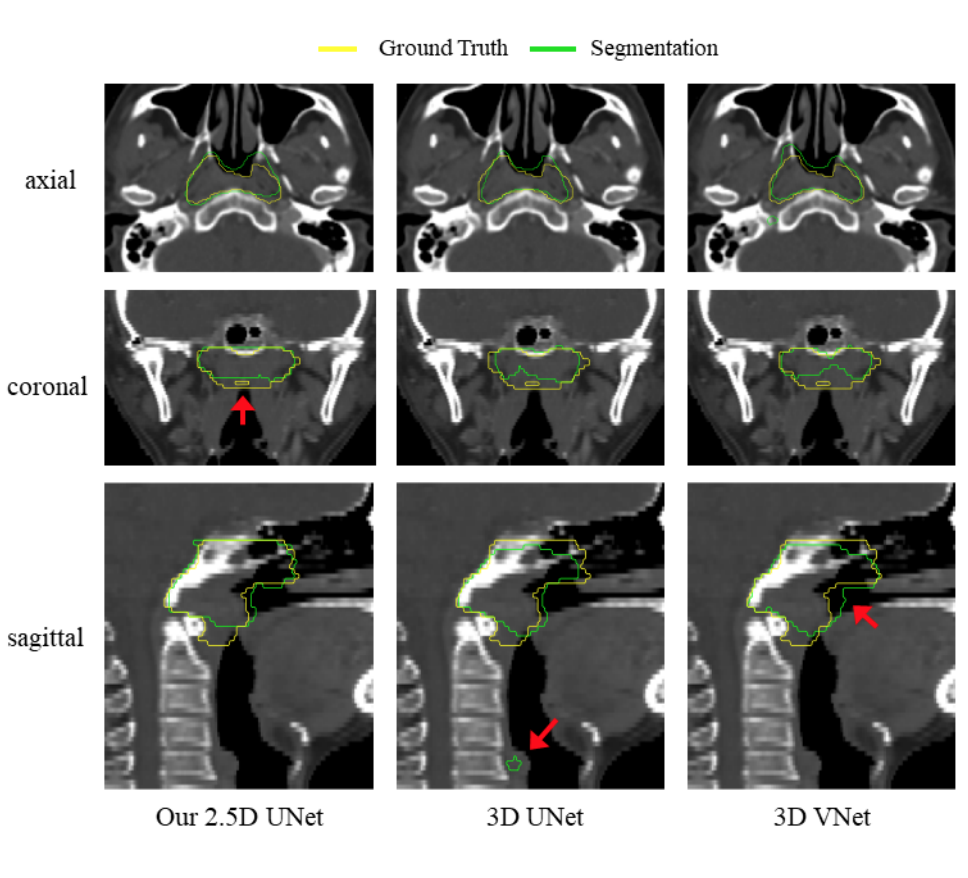 Ground Truth Segmentation
axial
coronal
sagittal
Our 2.5D UNet 3D UNet 3D VNet